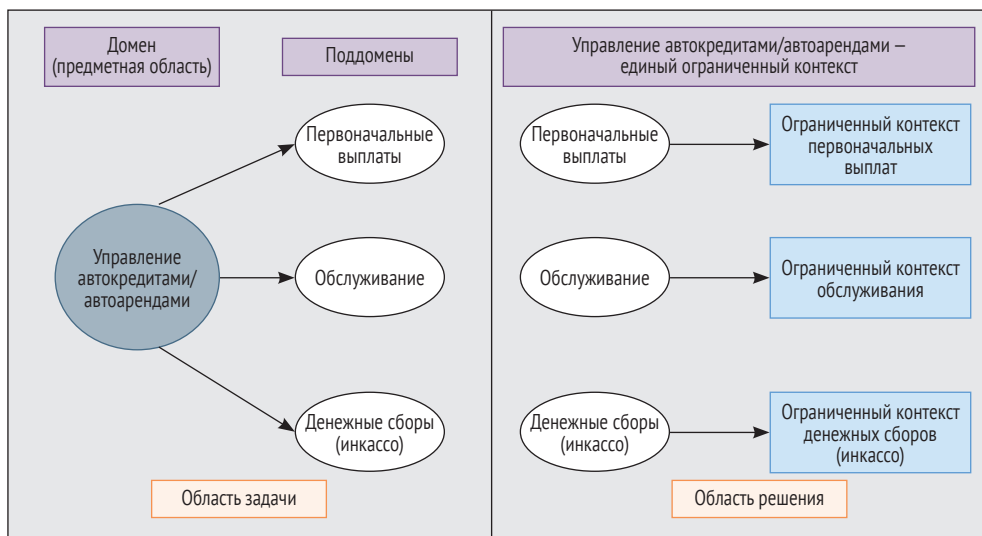 Домен
(предметная область)
Поддомены
Первоначальные
выплаты
Управление
автокредитами/
автоарендами
Обслуживание
Денежные сборы
(инкассо)
Область задачи
Управление автокредитами/автоарендами –
единый ограниченный контекст
Первоначальные
выплаты
Ограниченный контекст
первоначальных
выплат
Обслуживание
Ограниченный контекст
обслуживания
Денежные сборы
(инкассо)
Ограниченный контекст
денежных сборов
(инкассо)
Область решения